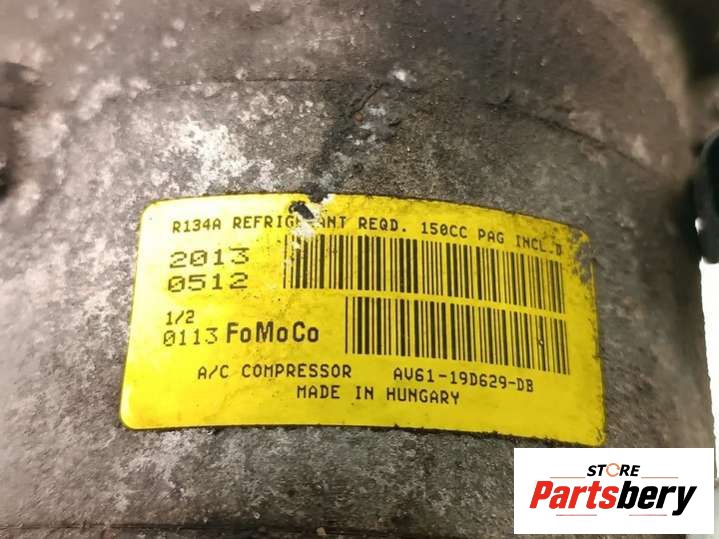 R134A REFRIGERANT REQD. 150CC PAG INCL.D
2013
0512
1/2
0113 FoMoCo
A/C COMPRESSOR AV61-19D629-DB
MADE IN HUNGARY
STORE
Partsbery